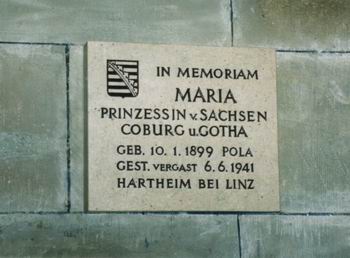 IN MEMORIAM
MARIA
PRINZESSIN v. SACHSEN
COBURG u. GOTHA
GEB. 10. 1. 1899 POLA
GEST. VERGAST 6. 6. 1941
HARTHEIM BEI LINZ